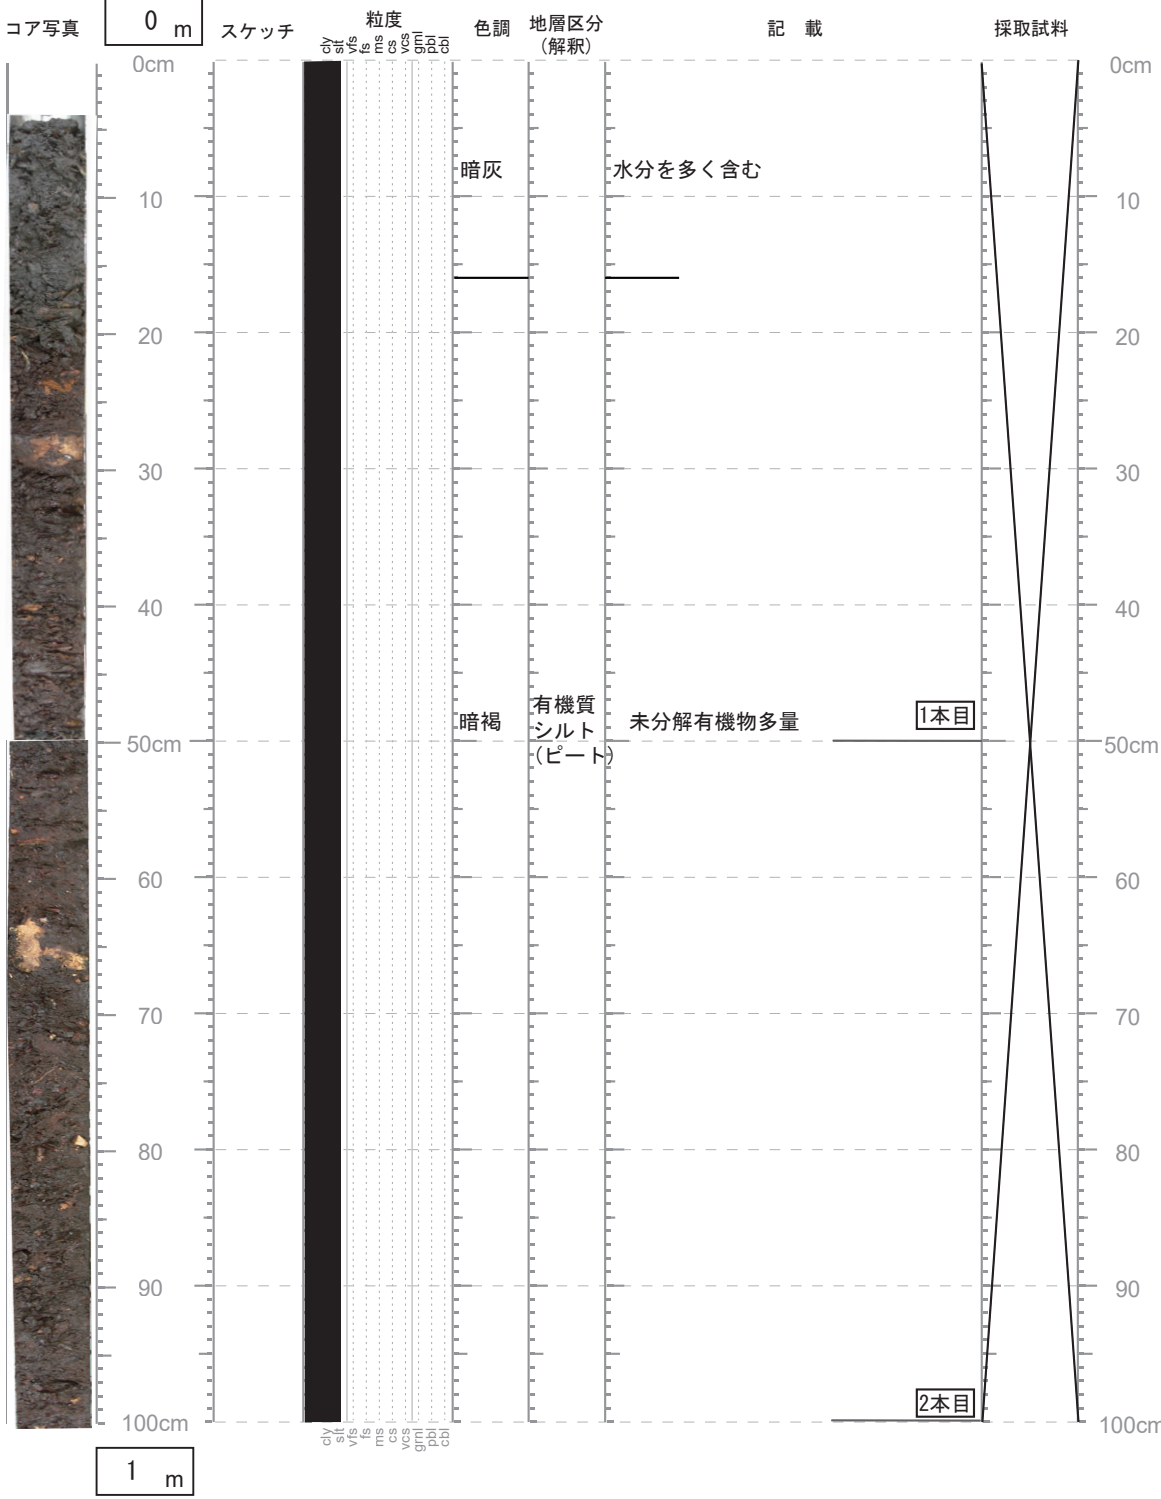 コア写真
0 m
スケッチ
粒度
cly
slt
vfs
fs
ms
cs
vcs
grnl
pbl
cbl
色調
地層区分
（解釈）
記 載
採取試料
0cm
0cm
暗灰
水分を多く含む
10
10
20
20
30
30
40
40
暗褐
有機質
シルト
（ピート）
未分解有機物多量
1本目
50cm
50cm
60
60
70
70
80
80
90
90
2本目
100cm
100cm
cly
slt
vfs
fs
ms
cs
vcs
grnl
pbl
cbl
1 m